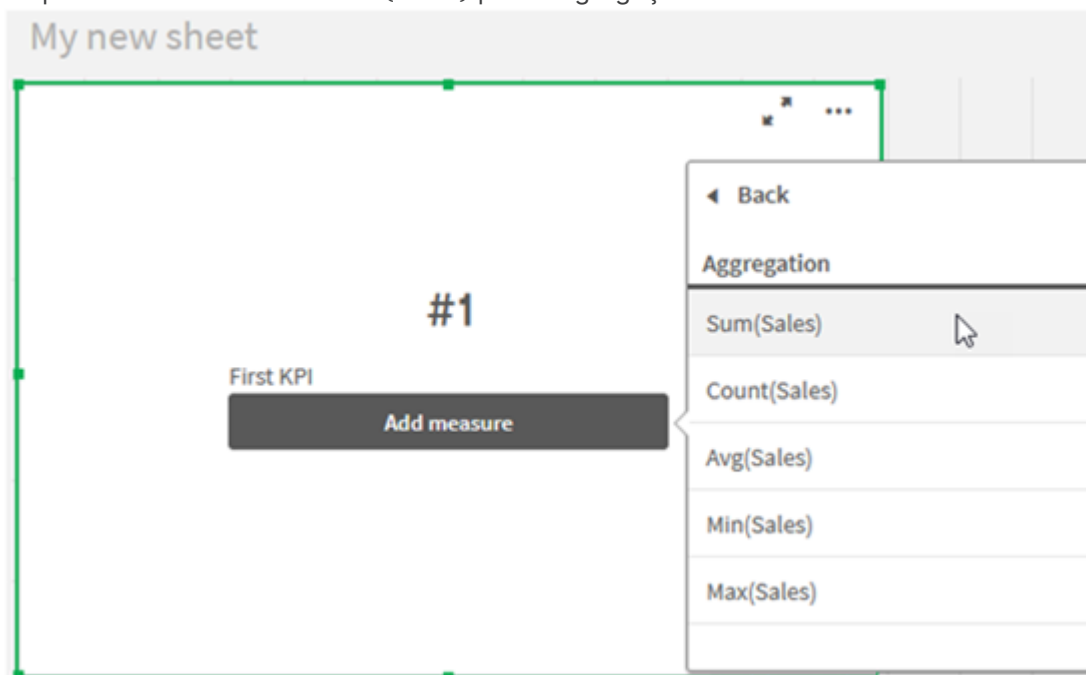 My new sheet
◀ Back
Aggregation
#1
Sum(Sales)
First KPI
Count(Sales)
Add measure
Avg(Sales)
Min(Sales)
Max(Sales)